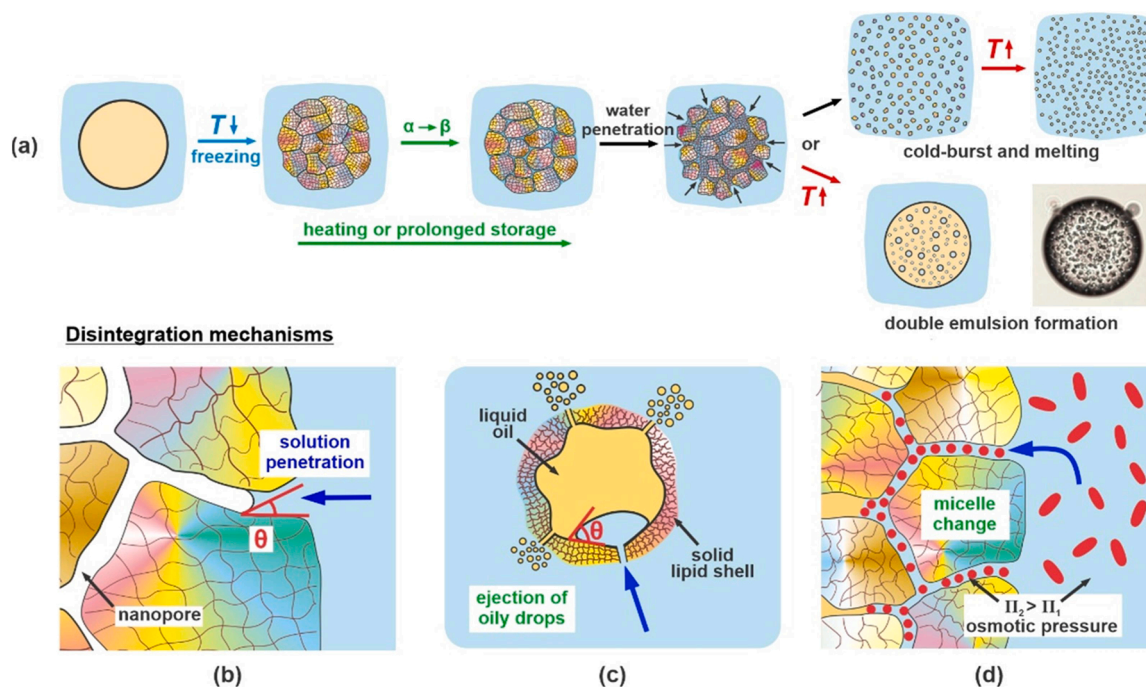 (a)
T↓
freezing
α → β
heating or prolonged storage
water
penetration
or
T↑
T↑
cold-burst and melting
double emulsion formation
Disintegration mechanisms
solution
penetration
θ
nanopore
(b)
liquid
oil
θ
solid
lipid shell
ejection of
oily drops
(c)
micelle
change
Π₂ > Π₁
osmotic pressure
(d)